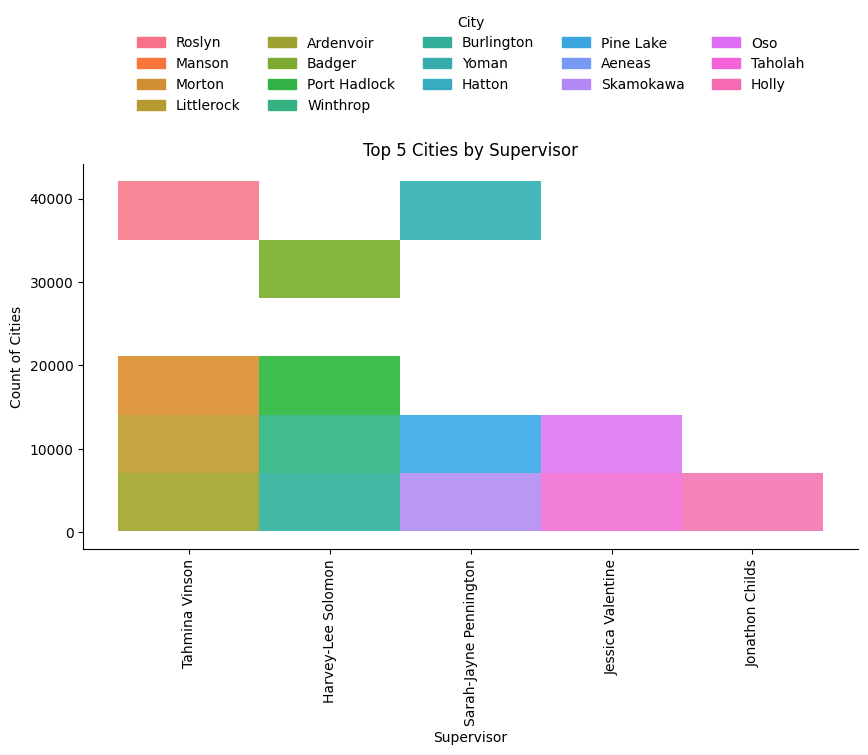 City
Roslyn Ardenvoir Burlington Pine Lake Oso
Manson Badger Yoman Aeneas Taholah
Morton Port Hadlock Hatton Skamokawa Holly
Littlerock Winthrop
Top 5 Cities by Supervisor
40000
30000
20000
10000
0
Count of Cities
Tahmina Vinson
Harvey-Lee Solomon
Sarah-Jayne Pennington
Jessica Valentine
Jonathon Childs
Supervisor